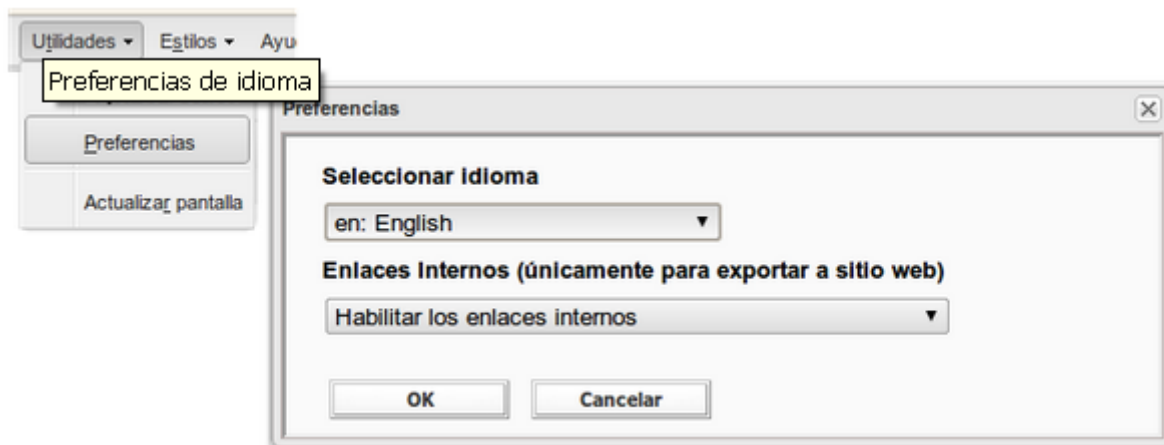 Utilidades Estilos
Preferencias de idioma
Preferencias
Actualizar pantalla
Preferencias
Seleccionar idioma
en: English
Enlaces Internos (únicamente para exportar a sitio web)
Habilitar los enlaces internos
OK Cancelar